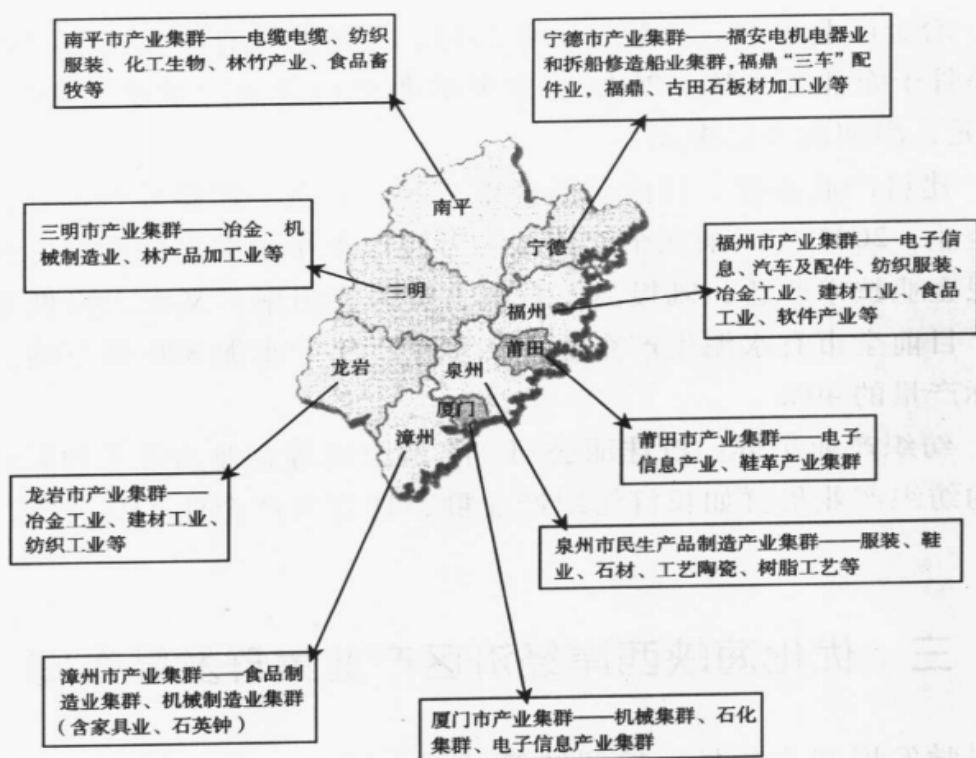 南平市产业集群——电缆电缆、纺织
服装、化工生物、林竹产业、食品畜
牧等
宁德市产业集群——福安电机电器业
和拆船修造船业集群,福鼎“三车”配
件业,福鼎、古田石板材加工业等
三明市产业集群——冶金、机
械制造业、林产品加工业等
福州市产业集群——电子信
息、汽车及配件、纺织服装、
冶金工业、建材工业、食品
工业、软件产业等
南平
宁德
三明
福州
莆田
龙岩
泉州
厦门
漳州
莆田市产业集群——电子
信息产业、鞋革产业集群
龙岩市产业集群——
冶金工业、建材工业、
纺织工业等
泉州市民生产品制造产业集群——服装、鞋
业、石材、工艺陶瓷、树脂工艺等
漳州市产业集群——食品制
造业集群、机械制造业集群
(含家具业、石英钟)
厦门市产业集群——机械集群、石化
集群、电子信息产业集群